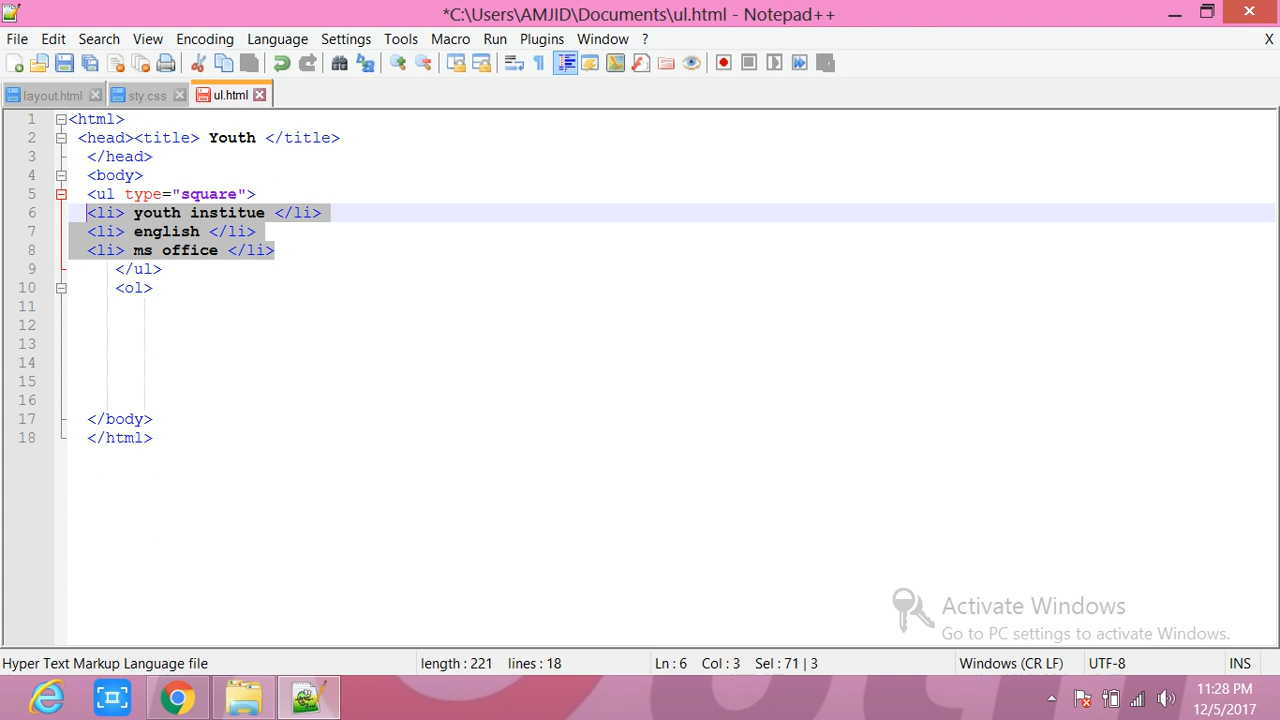 *C:\Users\AMJID\Documents\ul.html - Notepad++
File Edit Search View Encoding Language Settings Tools Macro Run Plugins Window ? X
layout.html sty.css ul.html
1 <html>
2 <head><title> Youth </title>
3 </head>
4 <body>
5 <ul type="square">
6 <li> youth institue </li>
7 <li> english </li>
8 <li> ms office </li>
9 </ul>
10 <ol>
11
12
13
14
15
16
17 </body>
18 </html>
Activate Windows
Go to PC settings to activate Windows.
Hyper Text Markup Language file length : 221 lines : 18 Ln : 6 Col : 3 Sel : 71 | 3 Windows (CR LF) UTF-8 INS
11:28 PM
12/5/2017